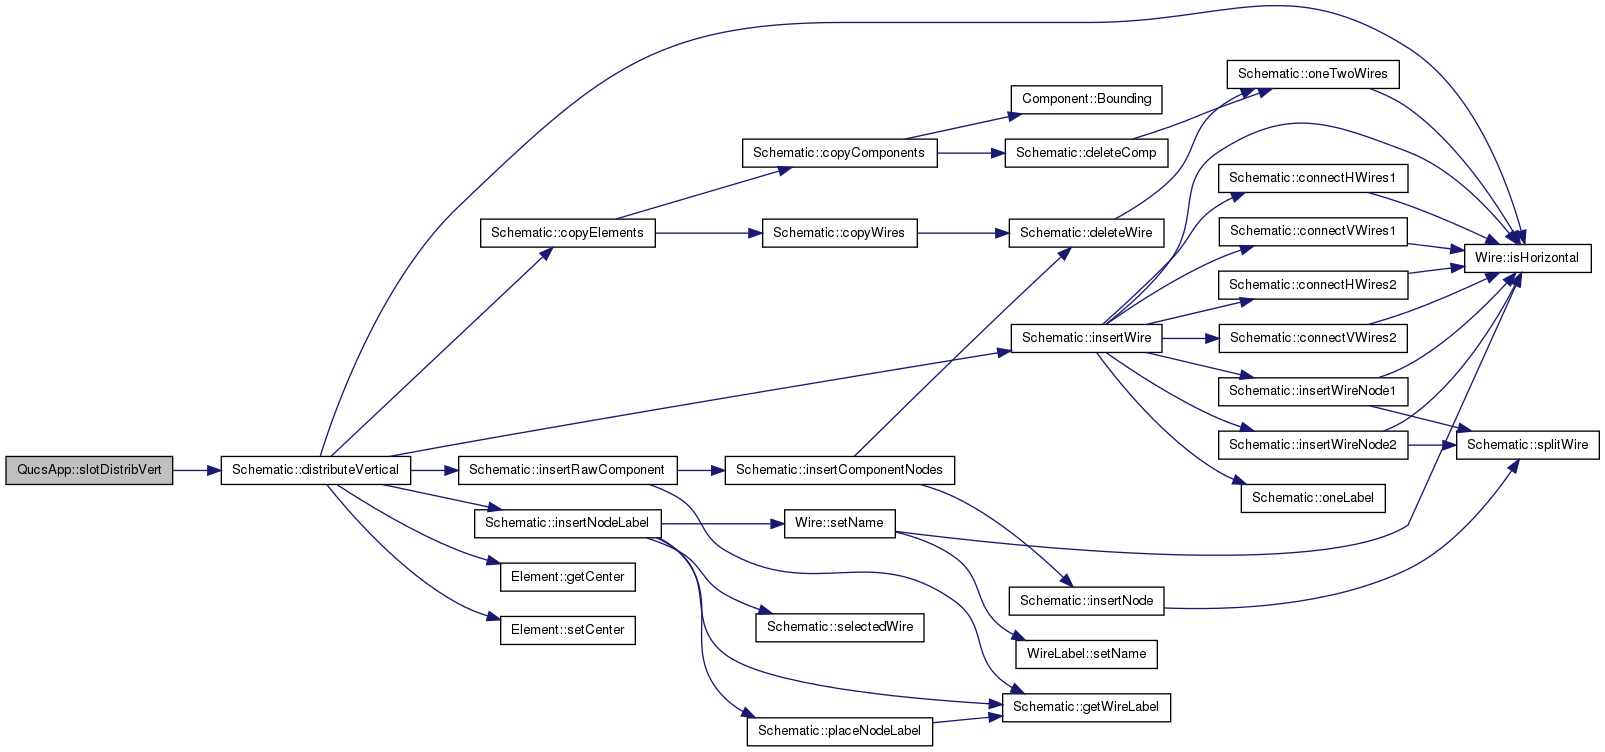 Schematic::oneTwoWires
Component::Bounding
Schematic::copyComponents
Schematic::deleteComp
Schematic::connectHWires1
Schematic::copyElements
Schematic::copyWires
Schematic::deleteWire
Schematic::connectVWires1
Wire::isHorizontal
Schematic::connectHWires2
Schematic::insertWire
Schematic::connectVWires2
Schematic::insertWireNode1
Schematic::insertWireNode2
Schematic::splitWire
QucsApp::slotDistribVert
Schematic::distributeVertical
Schematic::insertRawComponent
Schematic::insertComponentNodes
Schematic::oneLabel
Schematic::insertNodeLabel
Wire::setName
Element::getCenter
Schematic::insertNode
Element::setCenter
Schematic::selectedWire
WireLabel::setName
Schematic::getWireLabel
Schematic::placeNodeLabel